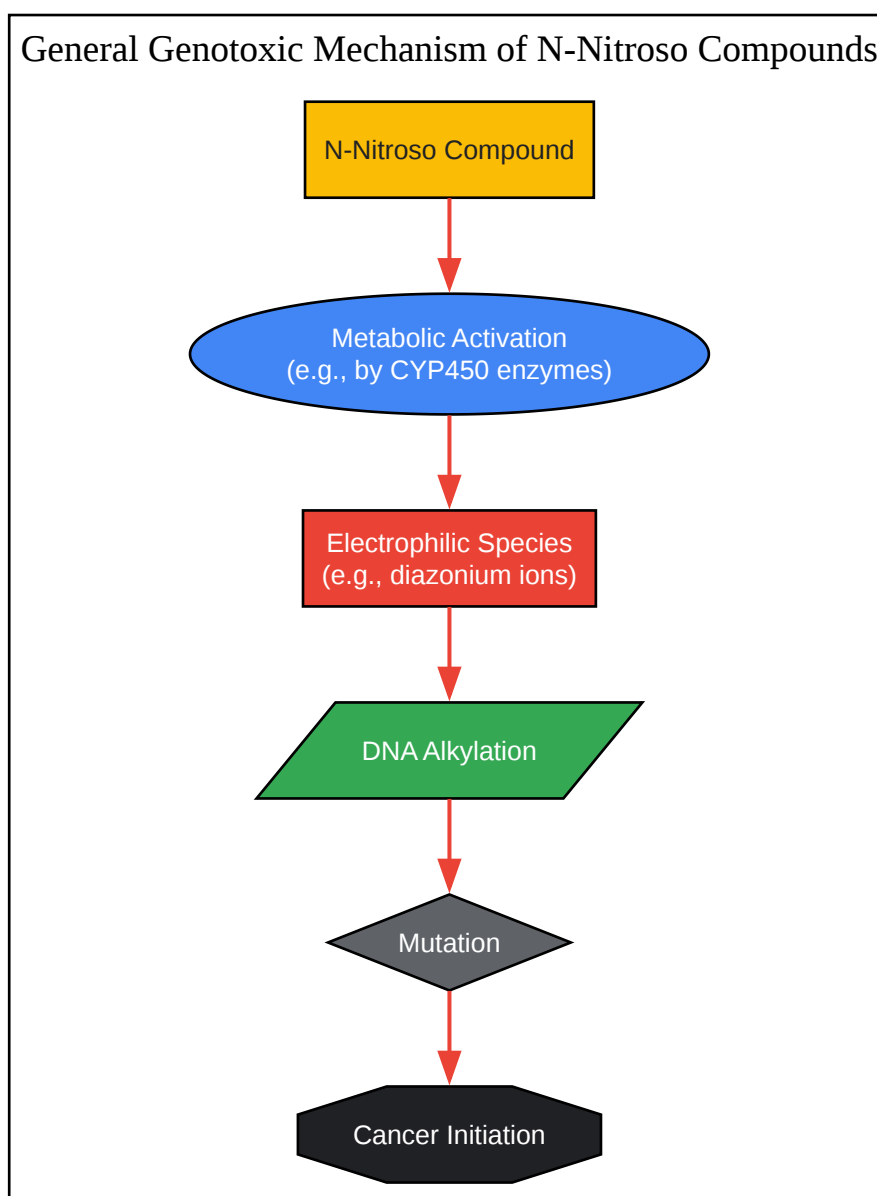 General Genotoxic Mechanism of N-Nitroso Compounds
N-Nitroso Compound
Metabolic Activation
(e.g., by CYP450 enzymes)
Electrophilic Species
(e.g., diazonium ions)
DNA Alkylation
Mutation
Cancer Initiation